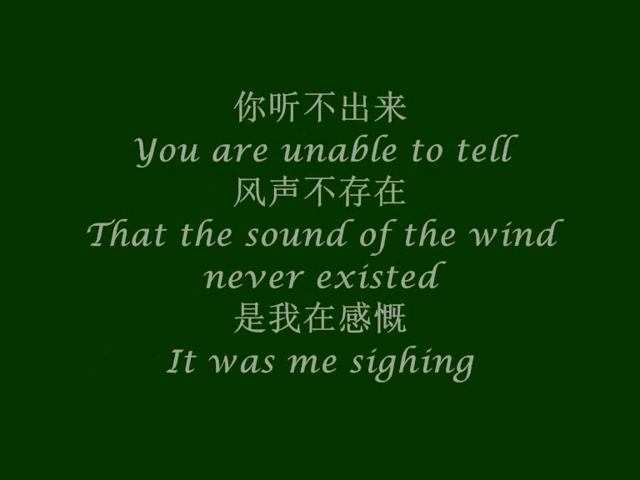 你听不出来
You are unable to tell
风声不存在
That the sound of the wind
never existed
是我在感慨
It was me sighing